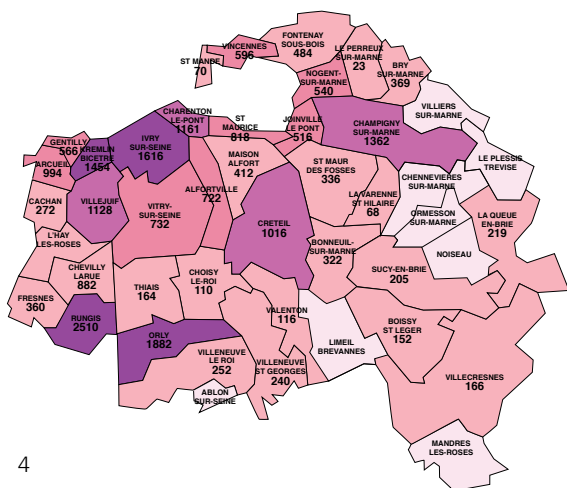 FONTENAY
SOUS-BOIS
484
VINCENNES
596
LE PERREUX
SUR-MARNE
23
BRY
SUR-MARNE
369
ST MANDE
70
NOGENT-
SUR-MARNE
540
VILLIERS
SUR-MARNE
CHARENTON
LE-PONT
1161
ST
MAURICE
818
JOINVILLE
LE PONT
516
CHAMPIGNY
SUR-MARNE
1362
GENTILLY
566
KREMLIN
BICETRE
1454
IVRY
SUR-SEINE
1616
MAISON
ALFORT
412
ARCUEIL
994
ST MAUR
DES FOSSES
336
LE PLESSIS
TREVISE
CHENNEVIERES
SUR-MARNE
CACHAN
272
VILLEJUIF
1128
ALFORTVILLE
722
LA VARENNE
ST HILAIRE
68
VITRY-
SUR-SEINE
732
ORMESSON
SUR-MARNE
LA QUEUE
EN-BRIE
219
CRETEIL
1016
L'HAY
LES-ROSES
BONNEUIL-
SUR-MARNE
322
NOISEAU
CHEVILLY
LARUE
882
CHOISY
LE-ROI
110
SUCY-EN-BRIE
205
THIAIS
164
FRESNES
360
RUNGIS
2510
VALENTON
116
BOISSY
ST LEGER
152
ORLY
1882
LIMEIL
BREVANNES
VILLENEUVE
LE ROI
252
VILLENEUVE
ST GEORGES
240
VILLECRESNES
166
ABLON
SUR-SEINE
MANDRES
LES-ROSES
4